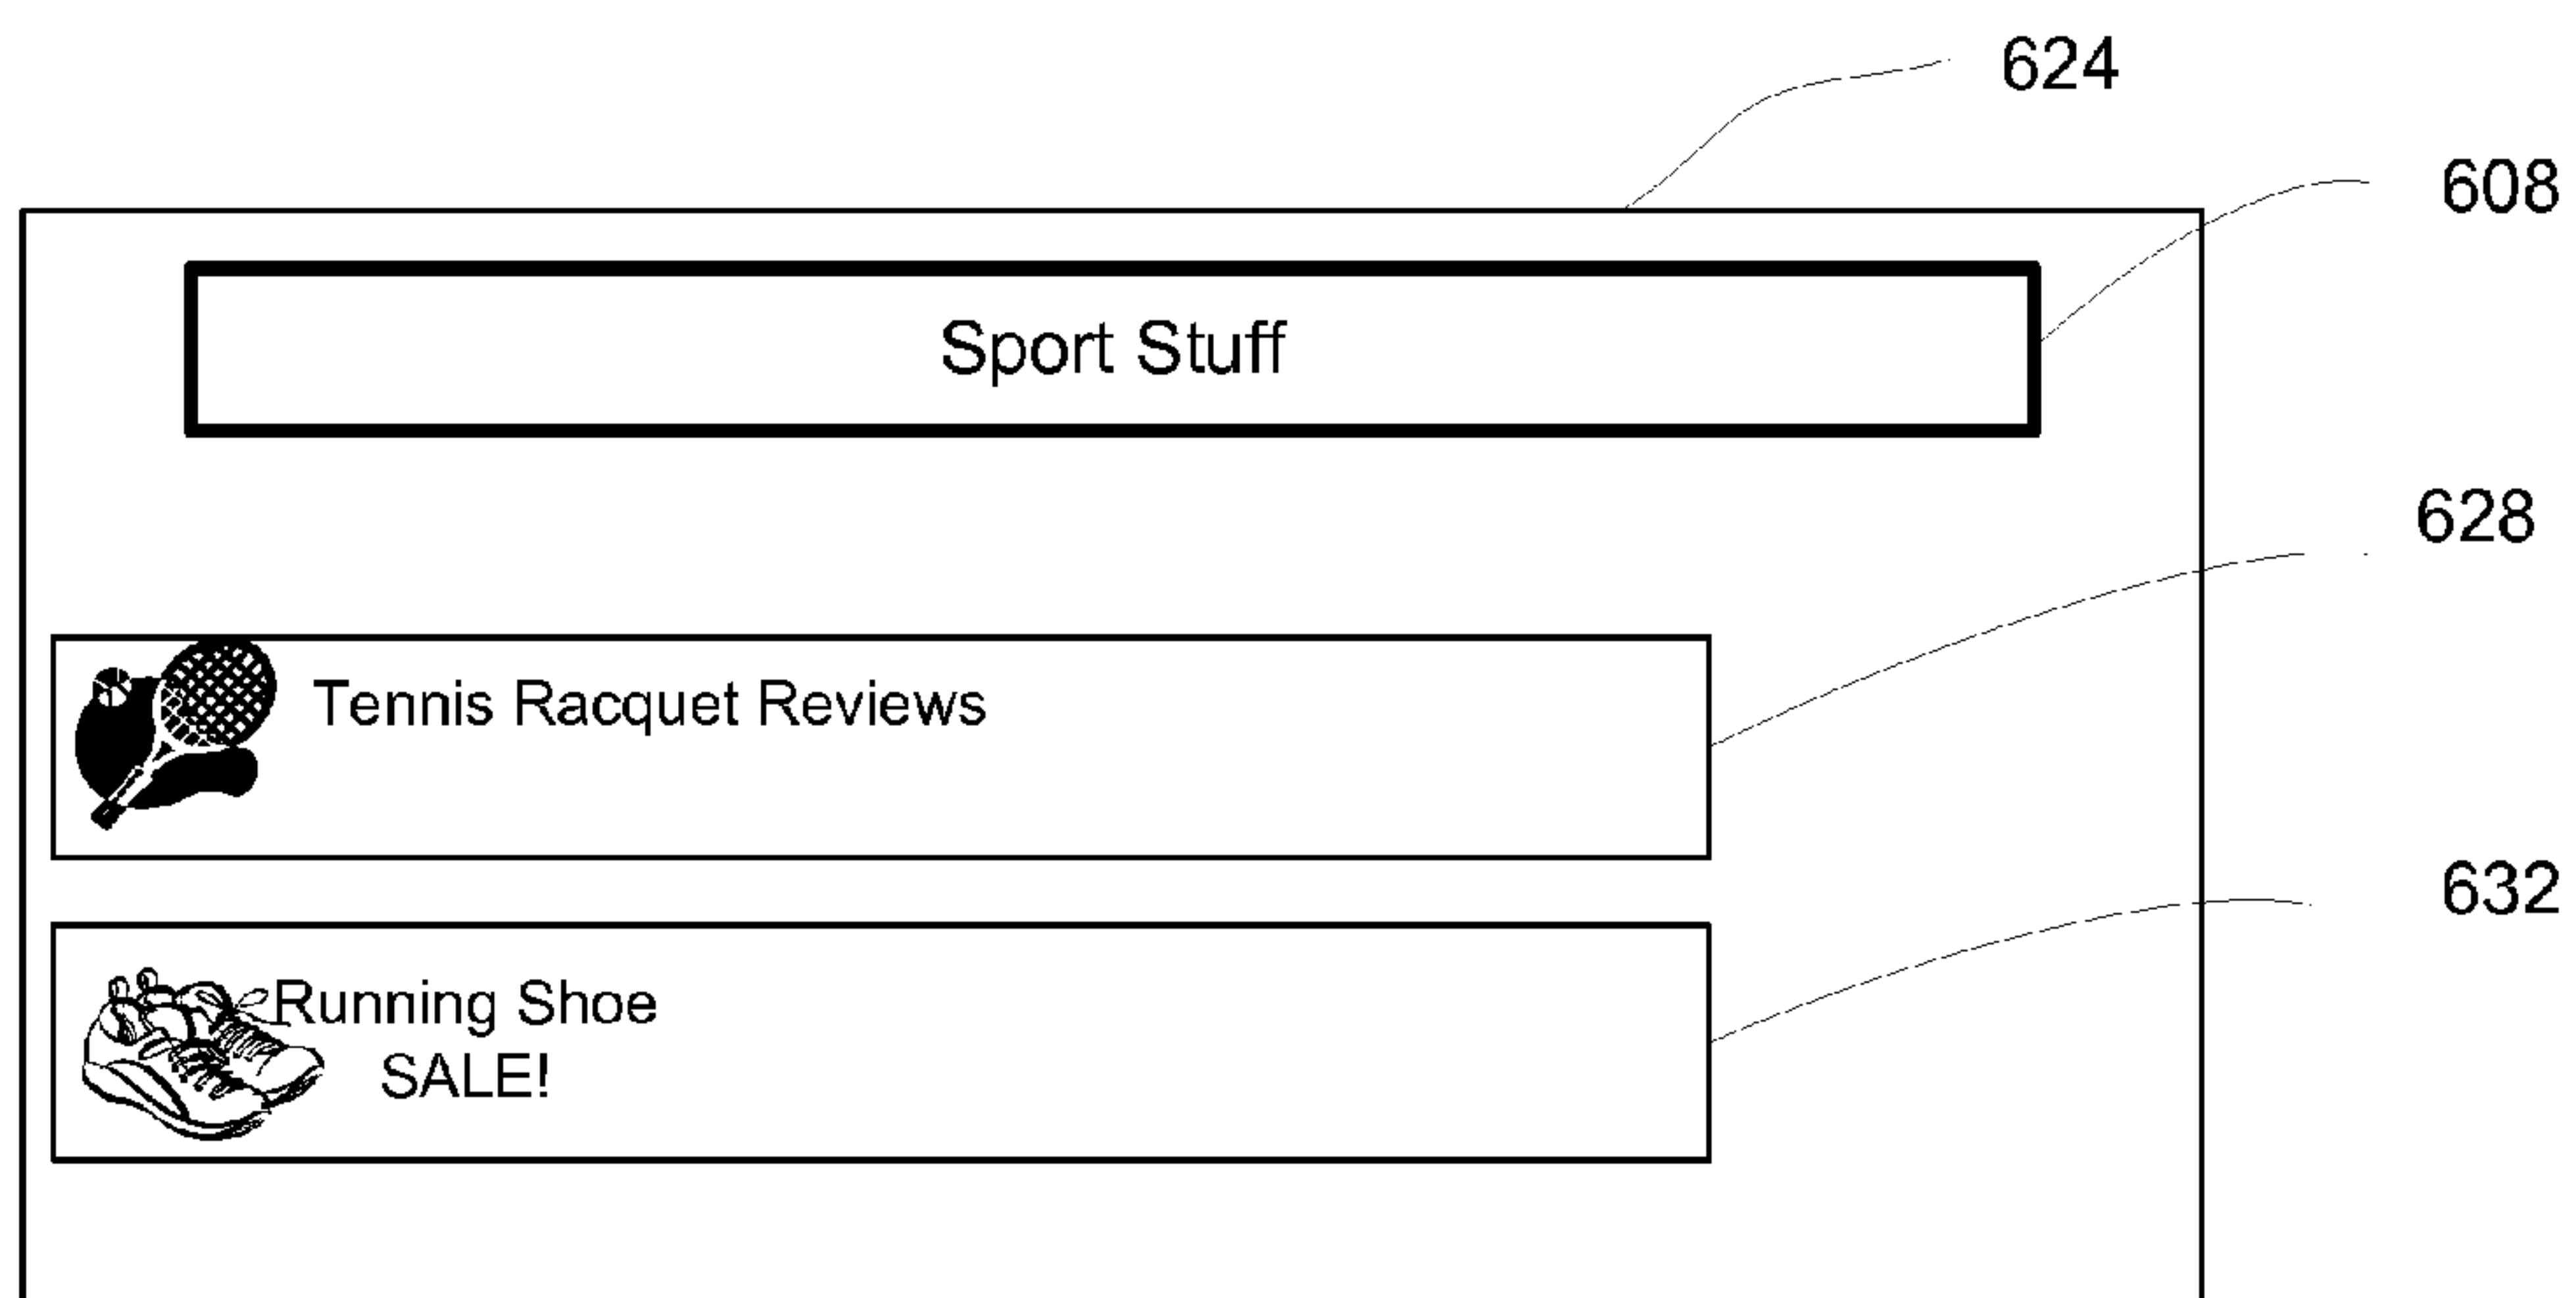 624
608
Sport Stuff
628
Tennis Racquet Reviews
632
Running Shoe
SALE!